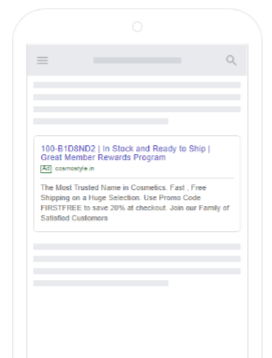 100-B1D8ND2 | In Stock and Ready to Ship |
Great Member Rewards Program
Ad cosmostyle.in
The Most Trusted Name in Cosmetics. Fast , Free
Shipping on a Huge Selection. Use Promo Code
FIRSTFREE to save 20% at checkout. Join our Family of
Satisfied Customers